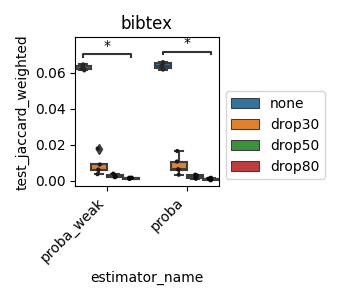 bibtex
test_jaccard_weighted
0.06
0.04
0.02
0.00
*
*
none
drop30
drop50
drop80
proba_weak
proba
estimator_name